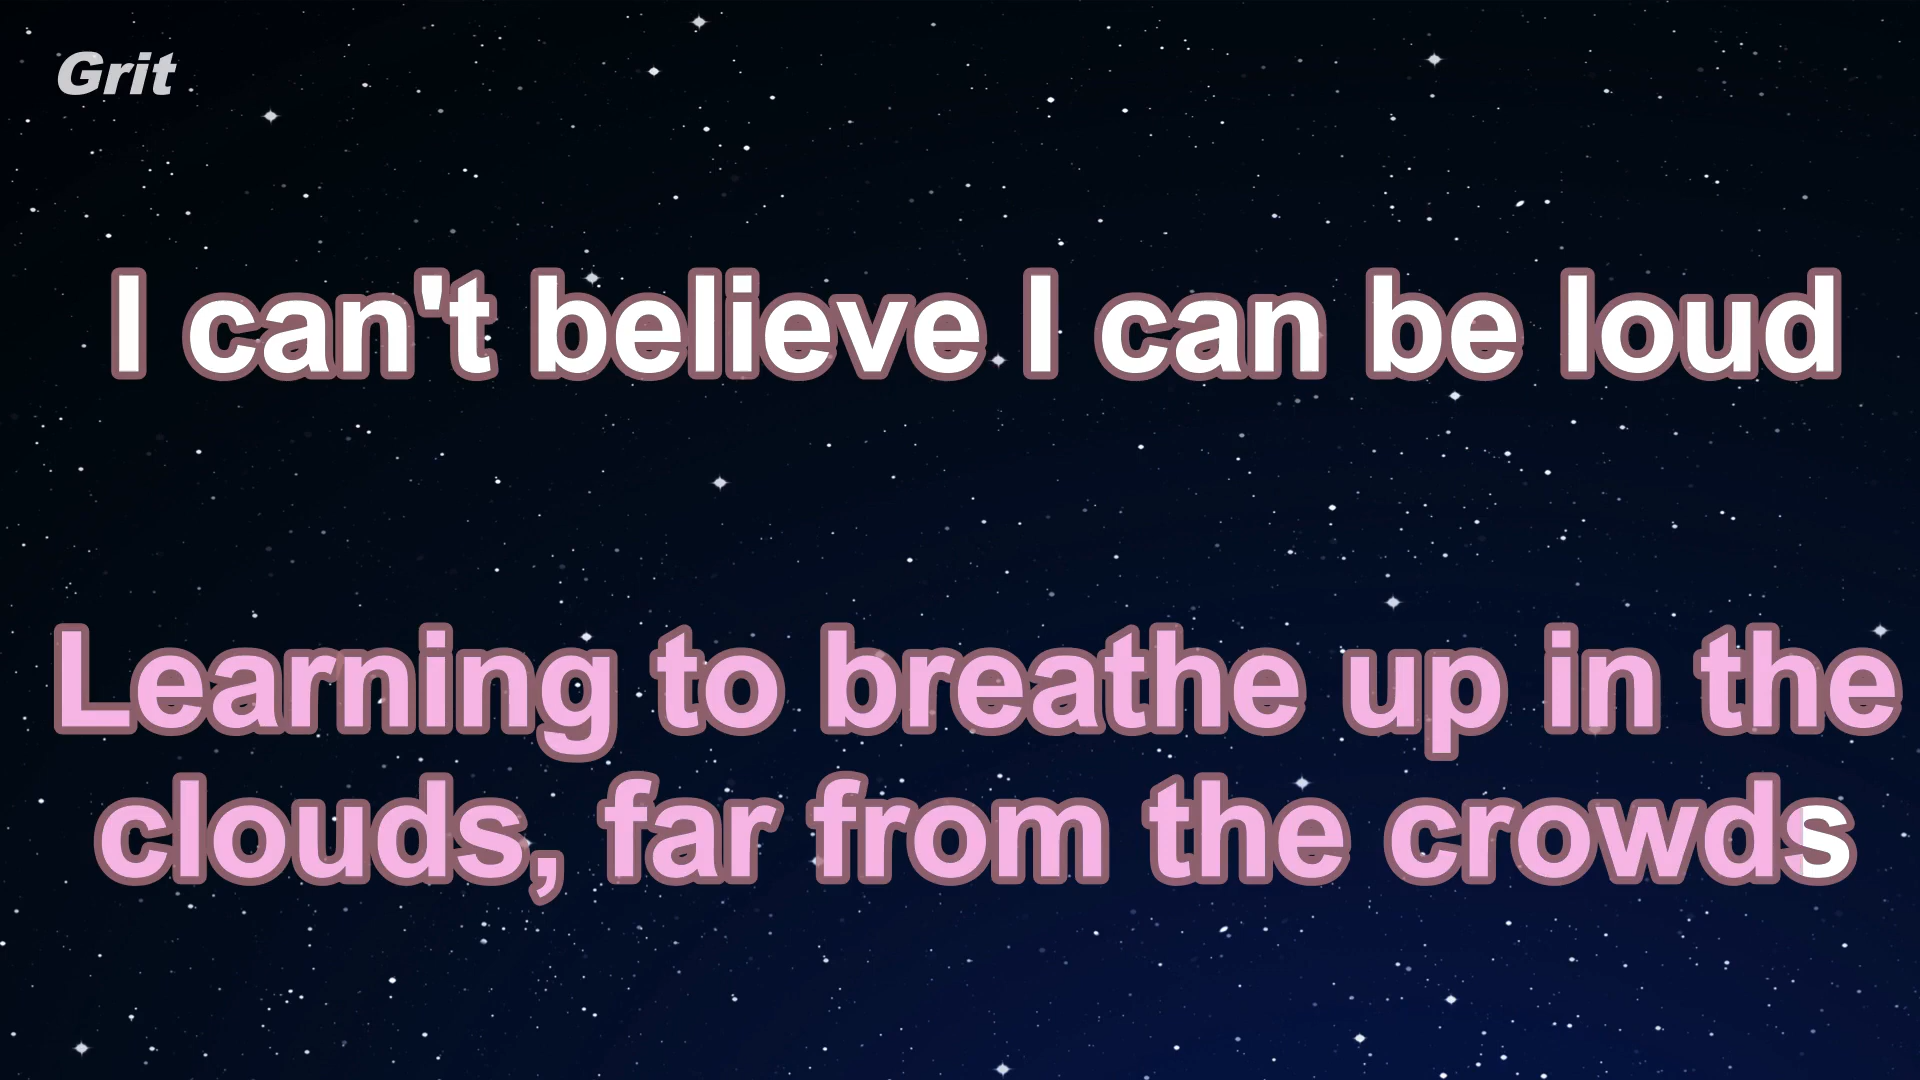 Grit
I can't believe I can be loud
Learning to breathe up in the
clouds, far from the crowds